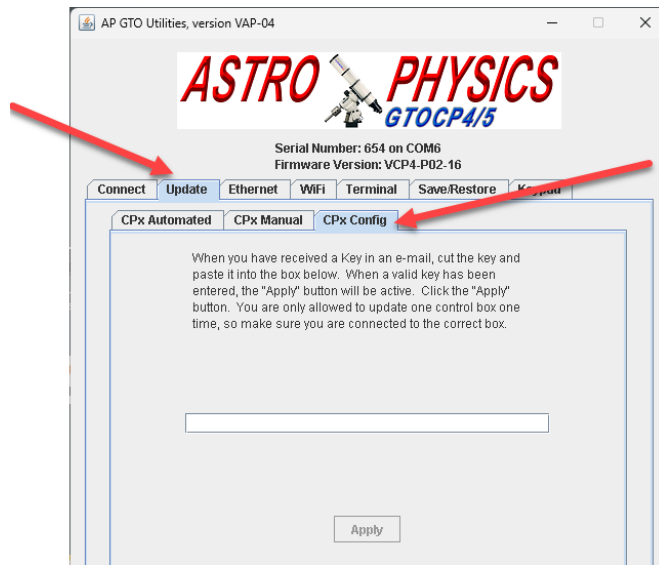 AP GTO Utilities, version VAP-04
ASTRO PHYSICS
GTOCP4/5
Serial Number: 654 on COM6
Firmware Version: VCP4-P02-16
Connect Update Ethernet WiFi Terminal Save/Restore Keypad
CPx Automated CPx Manual CPx Config
When you have received a Key in an e-mail, cut the key and
paste it into the box below. When a valid key has been
entered, the "Apply" button will be active. Click the "Apply"
button. You are only allowed to update one control box one
time, so make sure you are connected to the correct box.
Apply